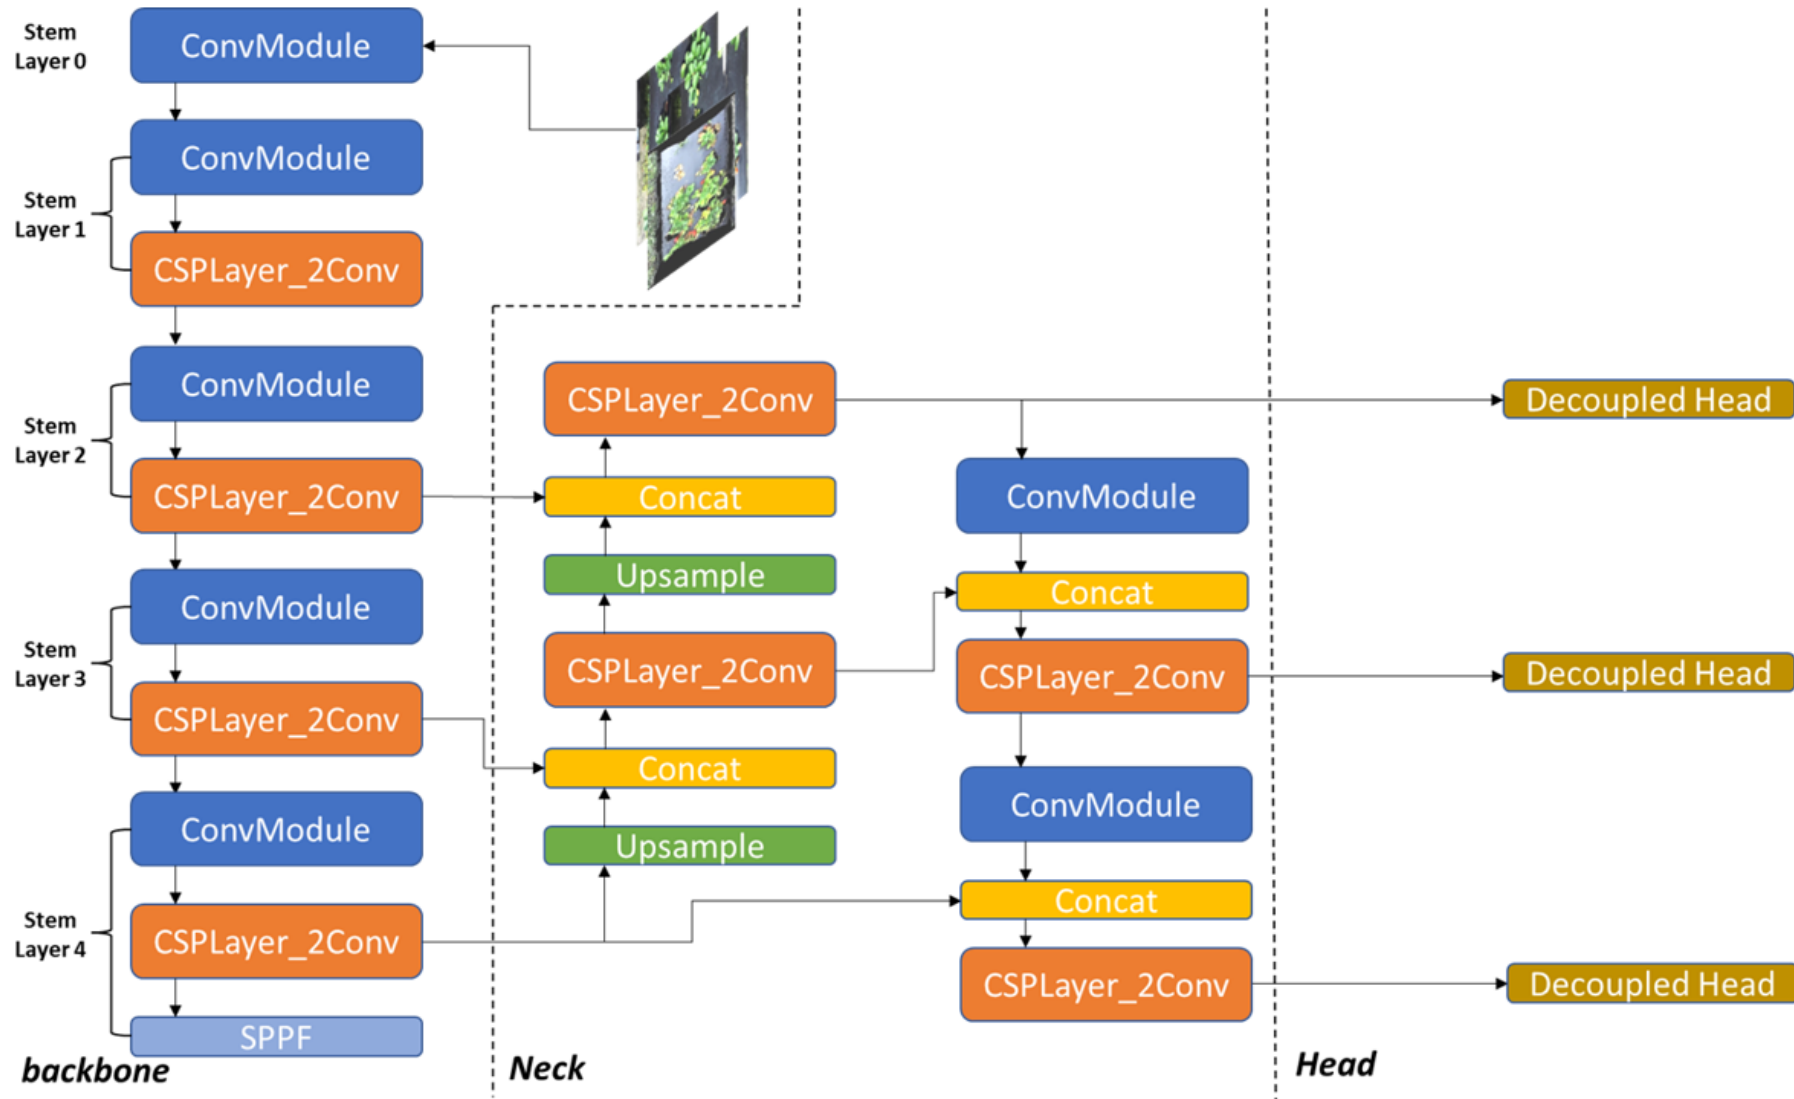 Stem
Layer 0
ConvModule
ConvModule
Stem
Layer 1
CSPLayer_2Conv
ConvModule
Stem
Layer 2
CSPLayer_2Conv
ConvModule
Stem
Layer 3
CSPLayer_2Conv
ConvModule
Stem
Layer 4
CSPLayer_2Conv
SPPF
backbone
CSPLayer_2Conv
Concat
Upsample
CSPLayer_2Conv
Concat
Upsample
ConvModule
Concat
CSPLayer_2Conv
ConvModule
Concat
CSPLayer_2Conv
Neck
Decoupled Head
Decoupled Head
Decoupled Head
Head